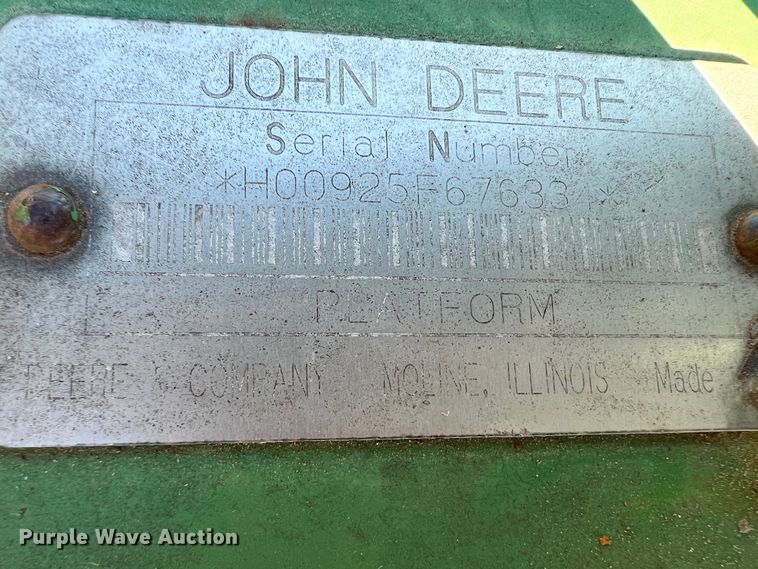 JOHN DEERE
Serial Number
*H00925F67633 *
PLATFORM
DEERE & COMPANY MOLINE, ILLINOIS Made
Purple Wave Auction